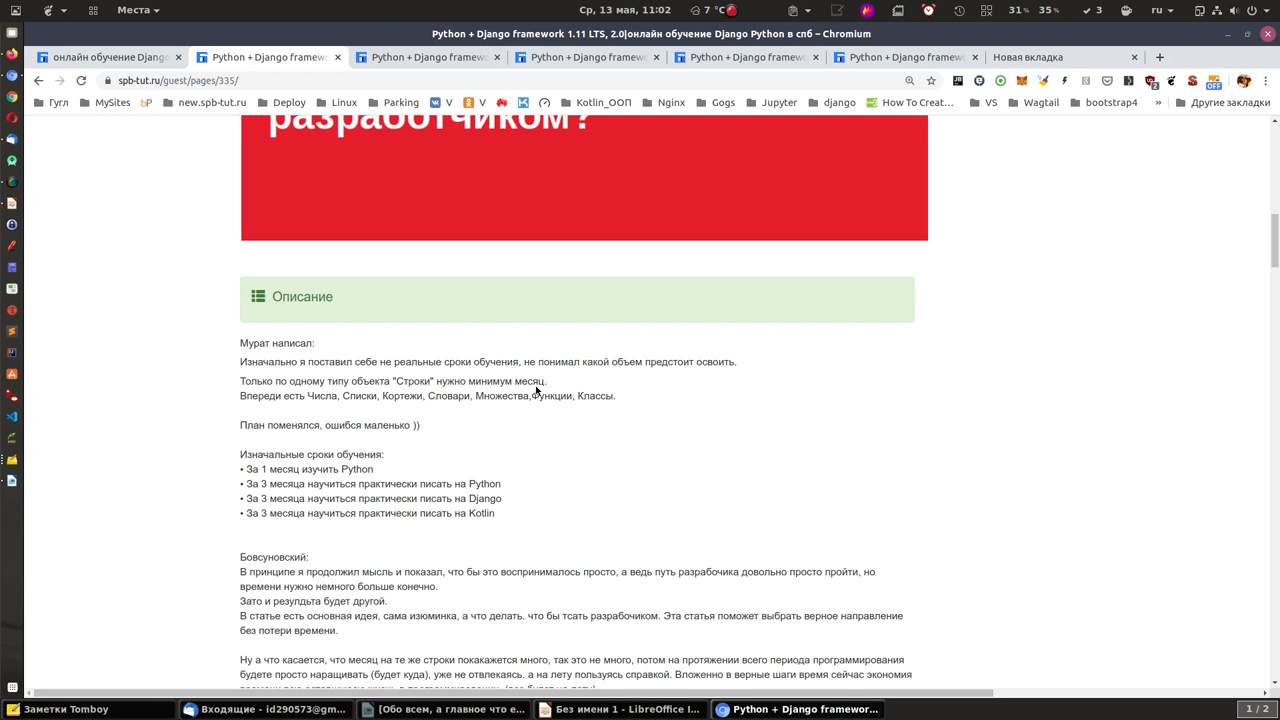 Места
Ср, 13 мая, 11:02
7 °C
ru
31%
35%
3
Python + Django framework 1.11 LTS, 2.0|онлайн обучение Django Python в спб – Chromium
онлайн обучение Djang
Python + Django framewo
Python + Django framewo
Python + Django framewo
Python + Django framewo
Python + Django framewo
Новая вкладка
spb-tut.ru/guest/pages/335/
Гугл
MySites
bP
new.spb-tut.ru
Deploy
Linux
Parking
V
V
Kotlin_ООП
Nginx
Gogs
Jupyter
django
How To Creat…
VS
Wagtail
bootstrap4
»
Другие закладки
разработчиком?
Описание
Мурат написал:
Изначально я поставил себе не реальные сроки обучения, не понимал какой объем предстоит освоить.
Только по одному типу объекта "Строки" нужно минимум месяц.
Впереди есть Числа, Списки, Кортежи, Словари, Множества,Функции, Классы.
План поменялся, ошибся маленько ))
Изначальные сроки обучения:
• За 1 месяц изучить Python
• За 3 месяца научиться практически писать на Python
• За 3 месяца научиться практически писать на Django
• За 3 месяца научиться практически писать на Kotlin
Бовсуновский:
В принципе я продолжил мысль и показал, что бы это воспринималось просто, а ведь путь разрабочика довольно просто пройти, но
времени нужно немного больше конечно.
Зато и резулдьта будет другой.
В статье есть основная идея, сама изюминка, а что делать. что бы тсать разрабочиком. Эта статья поможет выбрать верное направление
без потери времени.
Ну а что касается, что месяц на те же строки покакажется много, так это не много, потом на протяжении всего периода программирования
будете просто наращивать (будет куда), уже не отвлекаясь. а на лету пользуясь справкой. Вложенно в верные шаги время сейчас экономия
Заметки Tomboy
Входящие - id290573@gm...
[Обо всем, а главное что е...
Без имени 1 - LibreOffice I...
Python + Django framewor...
1 / 2